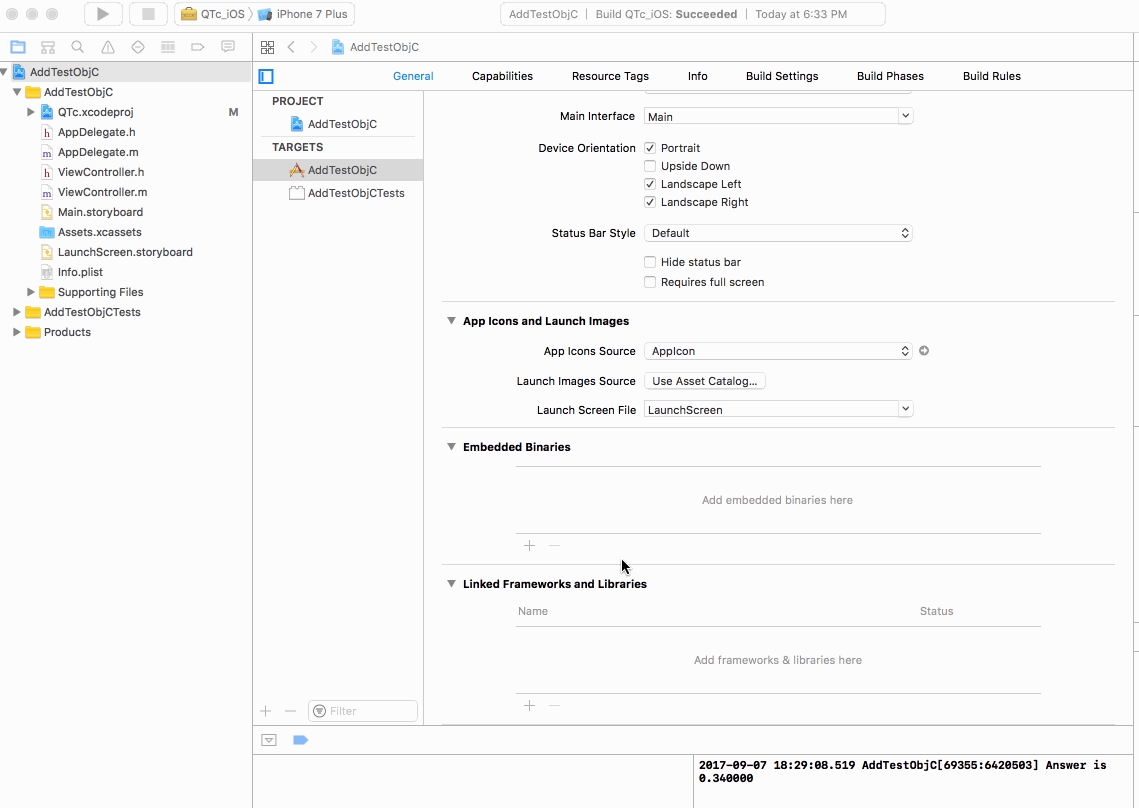 QTc_iOS iPhone 7 Plus AddTestObjC Build QTc_iOS: Succeeded Today at 6:33 PM
AddTestObjC
AddTestObjC
AddTestObjC
QTc.xcodeproj M
AppDelegate.h
AppDelegate.m
ViewController.h
ViewController.m
Main.storyboard
Assets.xcassets
LaunchScreen.storyboard
Info.plist
Supporting Files
AddTestObjCTests
Products
General Capabilities Resource Tags Info Build Settings Build Phases Build Rules
PROJECT
AddTestObjC
TARGETS
AddTestObjC
AddTestObjCTests
Filter
Main Interface Main
Device Orientation Portrait
Upside Down
Landscape Left
Landscape Right
Status Bar Style Default
Hide status bar
Requires full screen
App Icons and Launch Images
App Icons Source AppIcon
Launch Images Source Use Asset Catalog...
Launch Screen File LaunchScreen
Embedded Binaries
Add embedded binaries here
Linked Frameworks and Libraries
Name Status
Add frameworks & libraries here
2017-09-07 18:29:08.519 AddTestObjC[69355:6420503] Answer is
0.340000